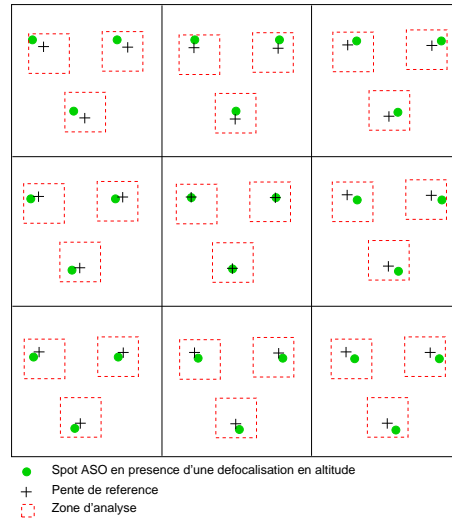 Spot ASO en presence d'une defocalisation en altitude
Pente de reference
Zone d'analyse